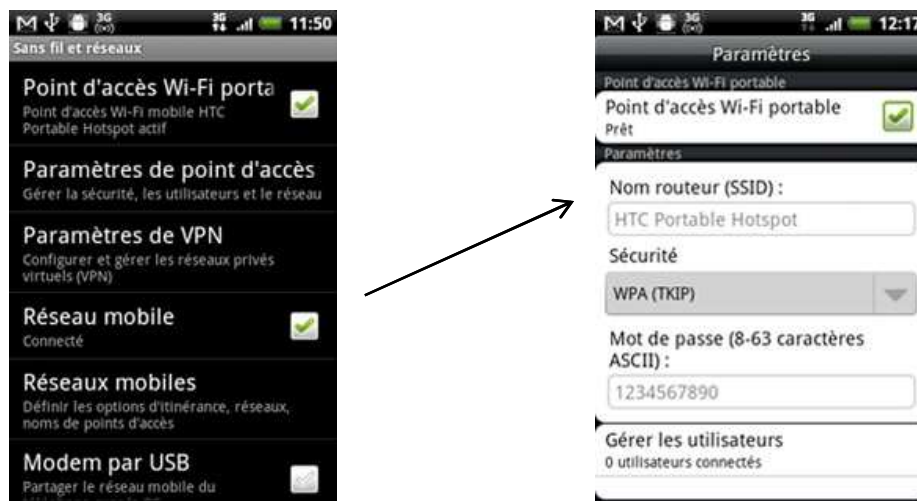 3G 3G 11:50
Sans fil et réseaux
Point d'accès Wi-Fi porta
Point d'accès Wi-Fi mobile HTC
Portable Hotspot actif
Paramètres de point d'accès
Gérer la sécurité, les utilisateurs et le réseau
Paramètres de VPN
Configurer et gérer les réseaux privés
virtuels (VPN)
Réseau mobile
Connecté
Réseaux mobiles
Définir les options d'itinérance, réseaux,
noms de points d'accès
Modem par USB
Partager le réseau mobile du
3G 3G 12:17
Paramètres
Point d'accès Wi-Fi portable
Point d'accès Wi-Fi portable
Prêt
Paramètres
Nom routeur (SSID) :
HTC Portable Hotspot
Sécurité
WPA (TKIP)
Mot de passe (8-63 caractères
ASCII) :
1234567890
Gérer les utilisateurs
0 utilisateurs connectés